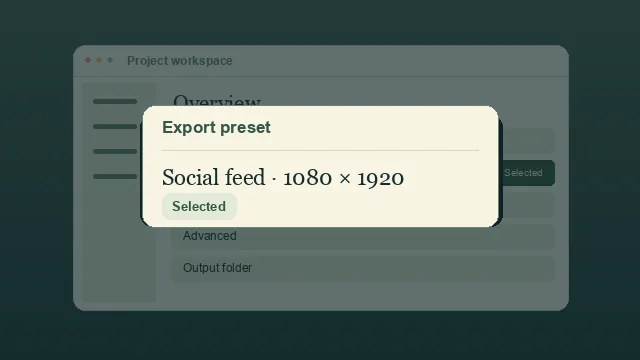 Project workspace
Overview
Export preset
Social feed · 1080 × 1920
Selected
Selected
Advanced
Output folder